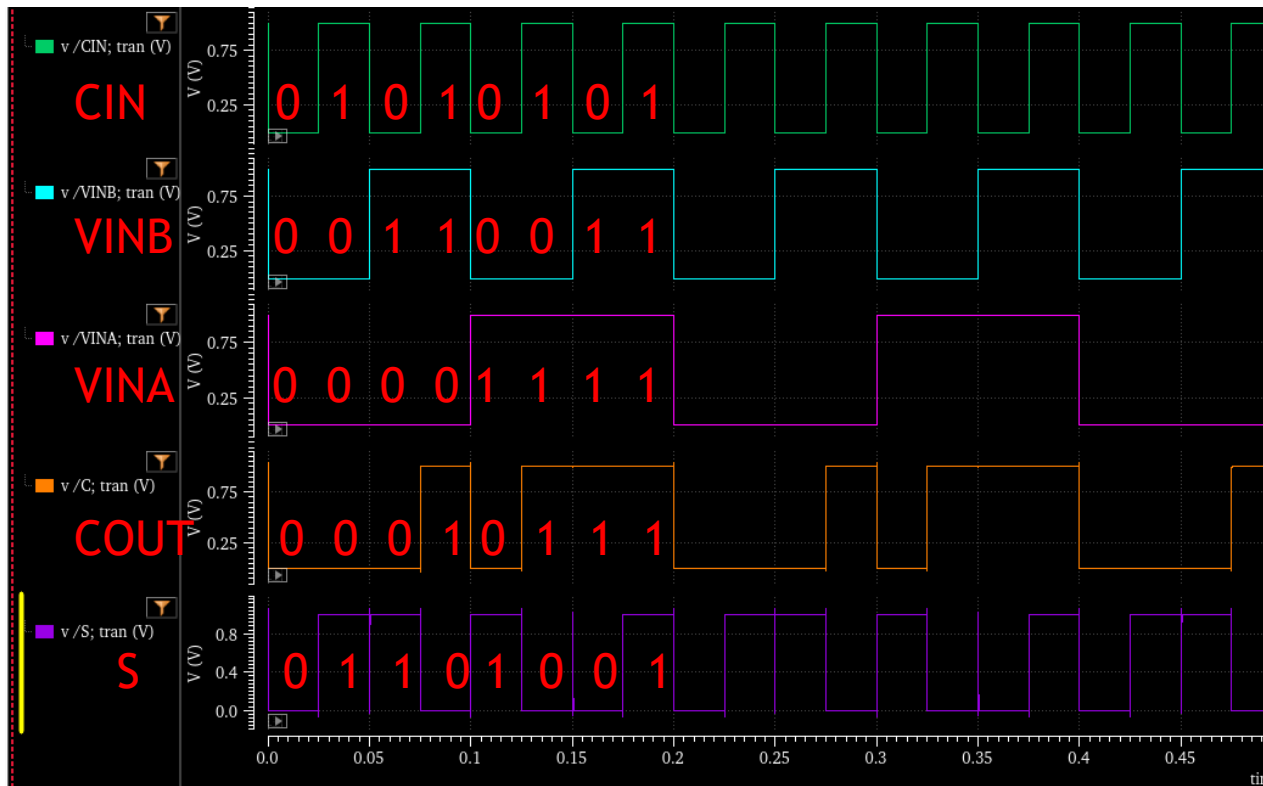 v /CIN; tran (V)
CIN
V (V)
0.75
0.25
0 1 0 1 0 1 0 1
v /VINB; tran (V)
VINB
V (V)
0.75
0.25
0 0 1 1 0 0 1 1
v /VINA; tran (V)
VINA
V (V)
0.75
0.25
0 0 0 0 1 1 1 1
v /C; tran (V)
COUT
V (V)
0.75
0.25
0 0 0 1 0 1 1 1
v /S; tran (V)
S
V (V)
0.8
0.4
0.0
0 1 1 0 1 0 0 1
0.0 0.05 0.1 0.15 0.2 0.25 0.3 0.35 0.4 0.45